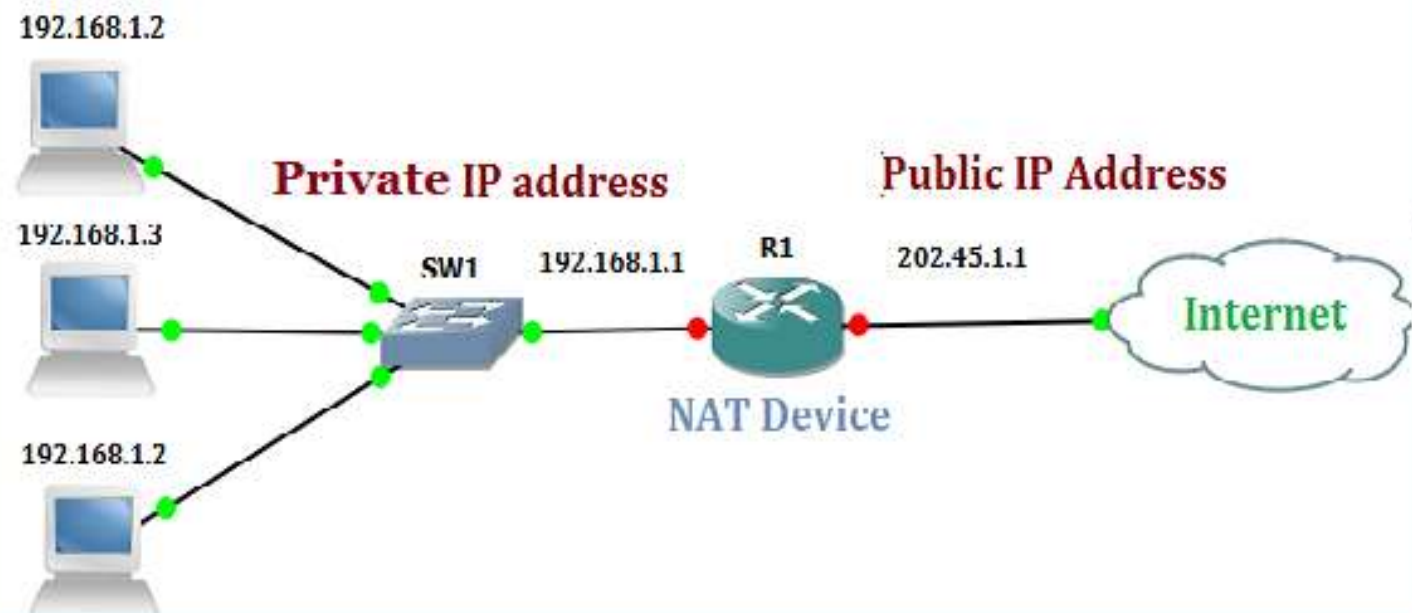 192.168.1.2
Private IP address
Public IP Address
192.168.1.3
SW1
192.168.1.1
R1
202.45.1.1
Internet
NAT Device
192.168.1.2